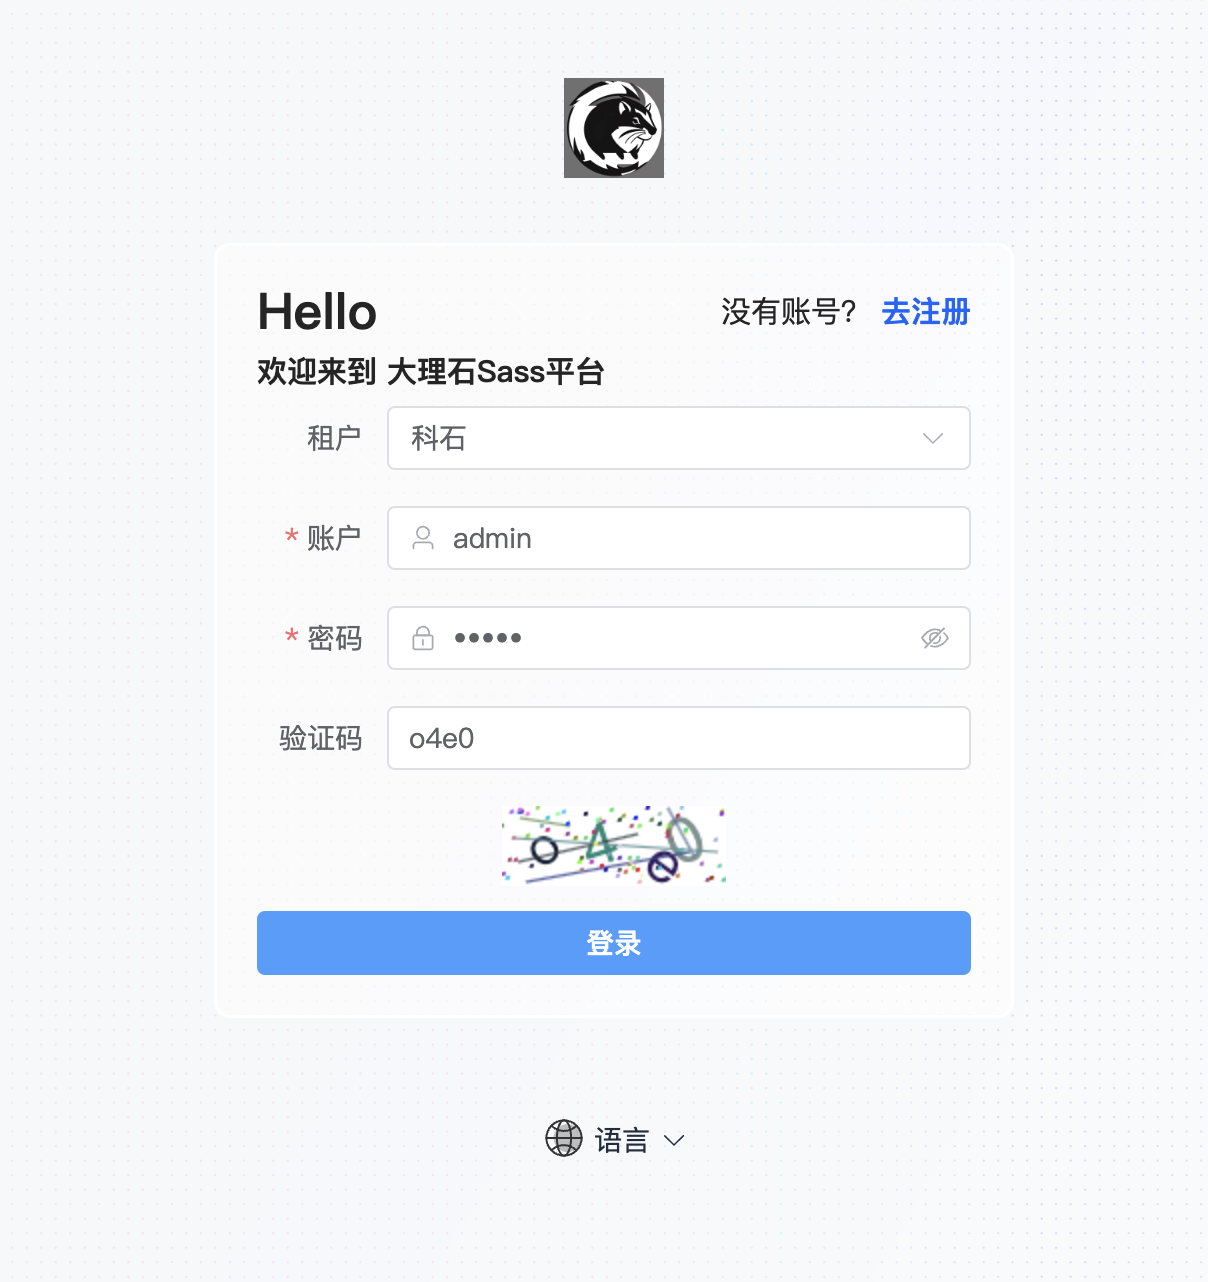 Hello
没有账号? 去注册
欢迎来到 大理石Sass平台
租户 科石
* 账户 admin
* 密码 •••••
验证码 o4e0
o4e0
登录
语言